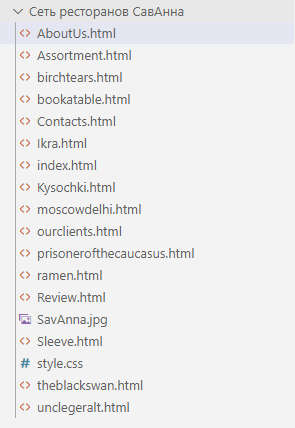 Сеть ресторанов СавАнна
AboutUs.html
Assortment.html
birchtears.html
bookatable.html
Contacts.html
Ikra.html
index.html
Kysochki.html
moscowdelhi.html
ourclients.html
prisonerofthecaucasus.html
ramen.html
Review.html
SavAnna.jpg
Sleeve.html
style.css
theblackswan.html
unclegeralt.html